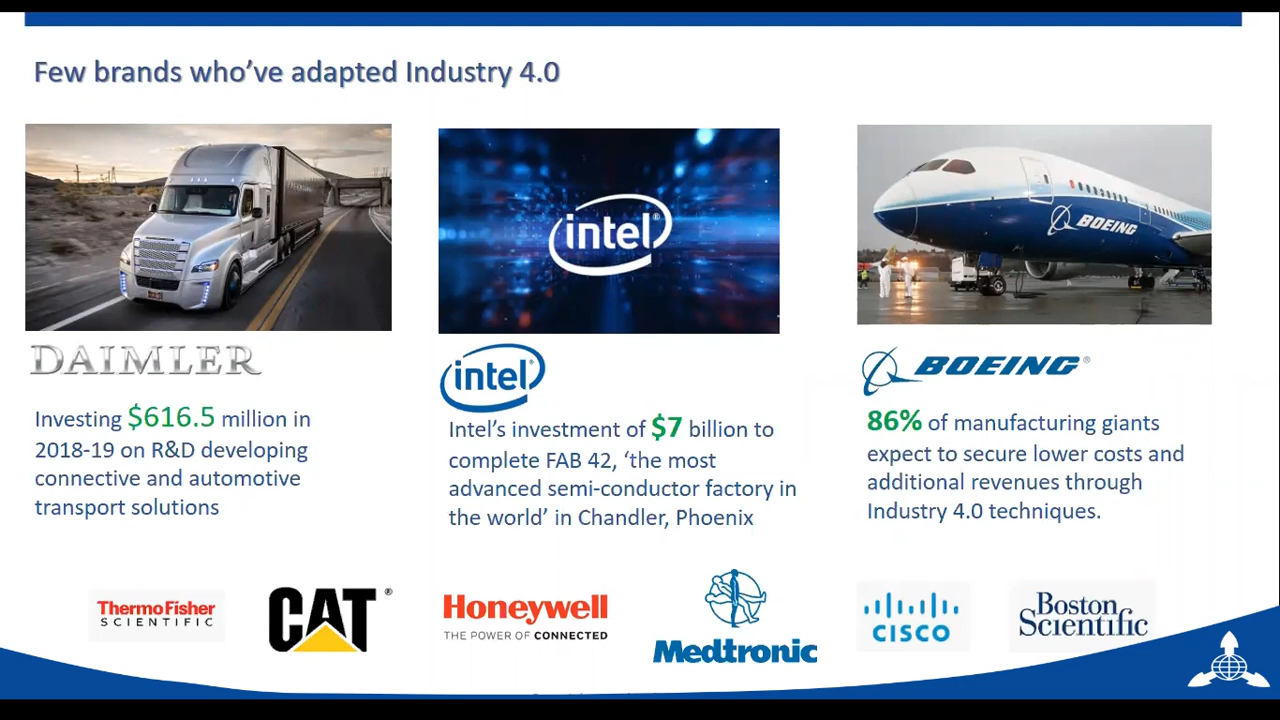 Few brands who've adapted Industry 4.0
intel®
BOEING
DAIMLER
Investing $616.5 million in
2018-19 on R&D developing
connective and automotive
transport solutions
intel®
Intel's investment of $7 billion to
complete FAB 42, 'the most
advanced semi-conductor factory in
the world' in Chandler, Phoenix
BOEING®
86% of manufacturing giants
expect to secure lower costs and
additional revenues through
Industry 4.0 techniques.
ThermoFisher
SCIENTIFIC
CAT®
Honeywell
THE POWER OF CONNECTED
Medtronic
CISCO
Boston
Scientific